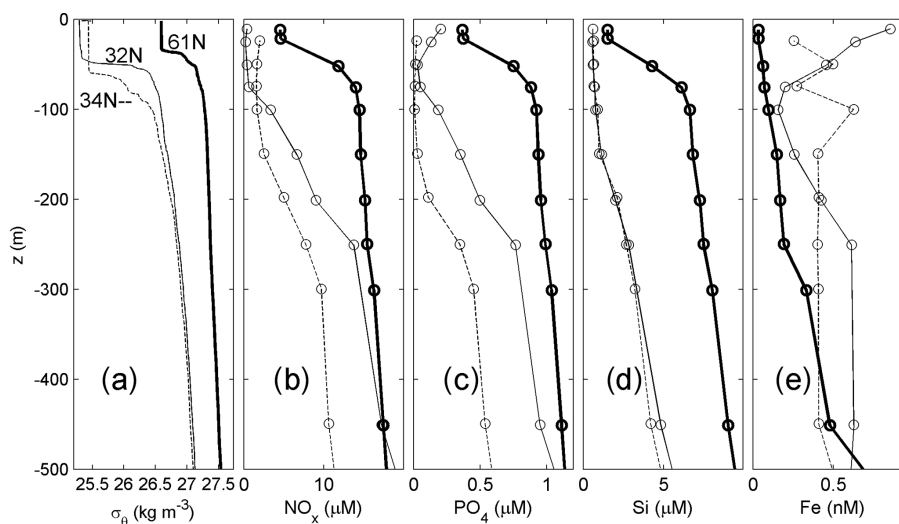 0
-100
-200
-300
-400
-500
z (m)
61N
32N
34N--
(a)
25.5 26 26.5 27 27.5
σθ (kg m-3)
(b)
0 5 10 15
NOx (μM)
(c)
0 0.5 1
PO4 (μM)
(d)
0 5
Si (μM)
(e)
0 0.5
Fe (nM)